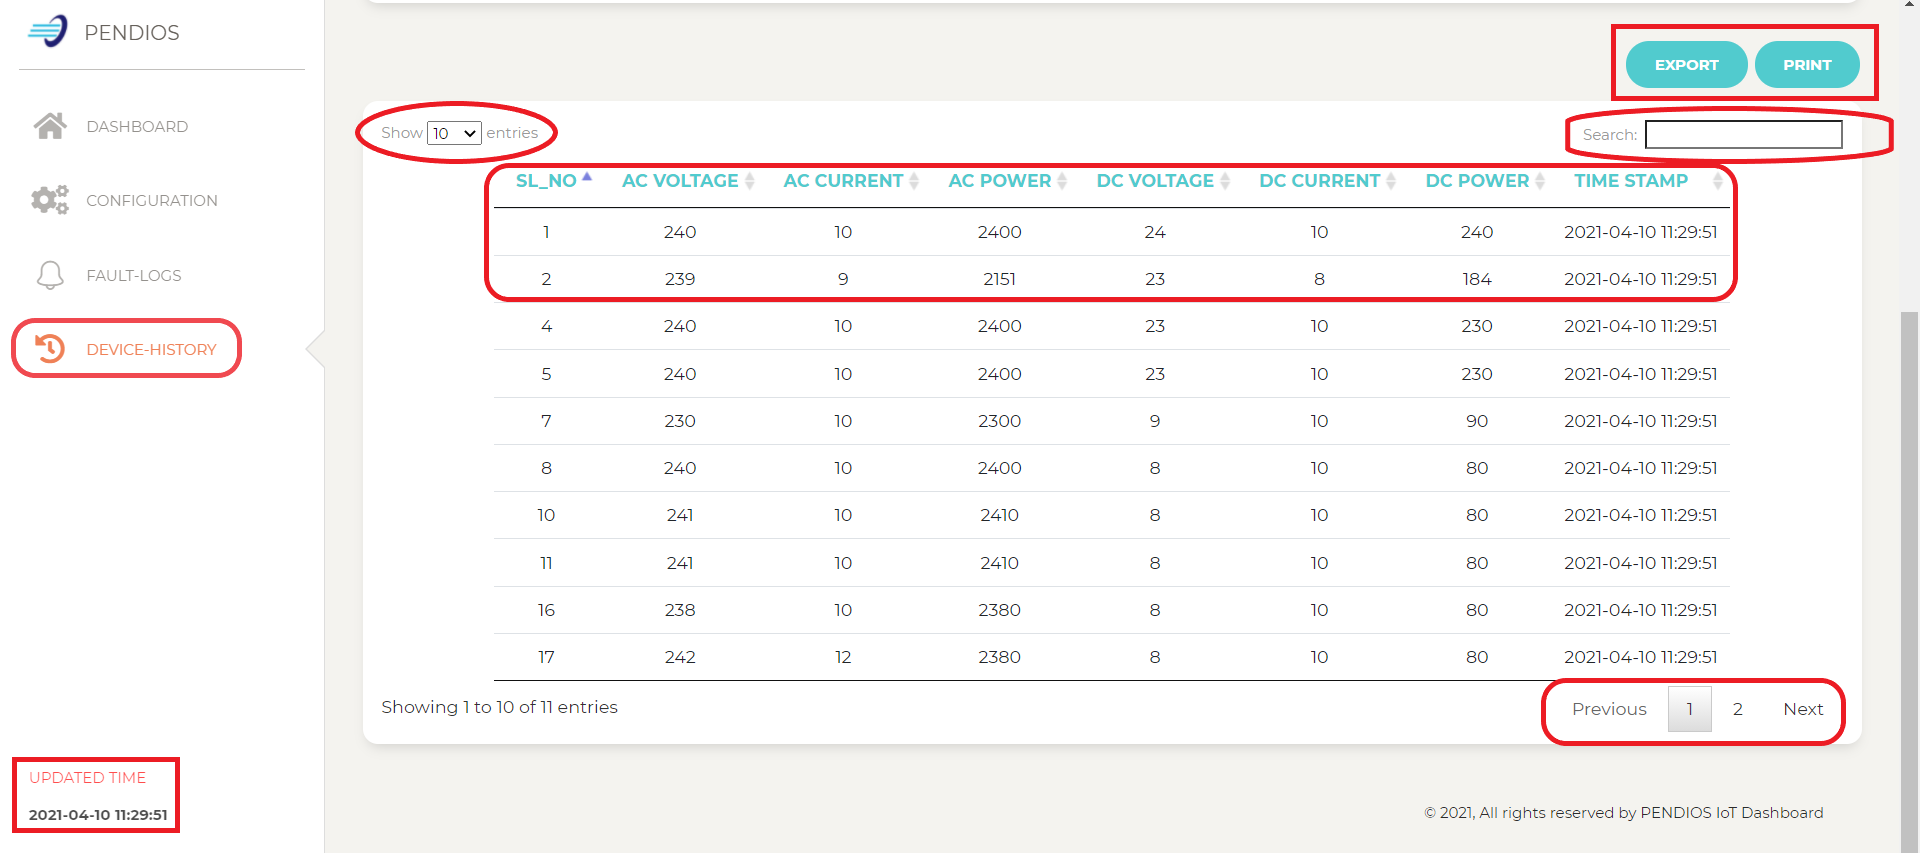 PENDIOS
DASHBOARD
CONFIGURATION
FAULT-LOGS
DEVICE-HISTORY
UPDATED TIME
2021-04-10 11:29:51
EXPORT PRINT
Show 10 entries Search:
SL_NO AC VOLTAGE AC CURRENT AC POWER DC VOLTAGE DC CURRENT DC POWER TIME STAMP
1 240 10 2400 24 10 240 2021-04-10 11:29:51
2 239 9 2151 23 8 184 2021-04-10 11:29:51
4 240 10 2400 23 10 230 2021-04-10 11:29:51
5 240 10 2400 23 10 230 2021-04-10 11:29:51
7 230 10 2300 9 10 90 2021-04-10 11:29:51
8 240 10 2400 8 10 80 2021-04-10 11:29:51
10 241 10 2410 8 10 80 2021-04-10 11:29:51
11 241 10 2410 8 10 80 2021-04-10 11:29:51
16 238 10 2380 8 10 80 2021-04-10 11:29:51
17 242 12 2380 8 10 80 2021-04-10 11:29:51
Showing 1 to 10 of 11 entries Previous 1 2 Next
© 2021, All rights reserved by PENDIOS IoT Dashboard